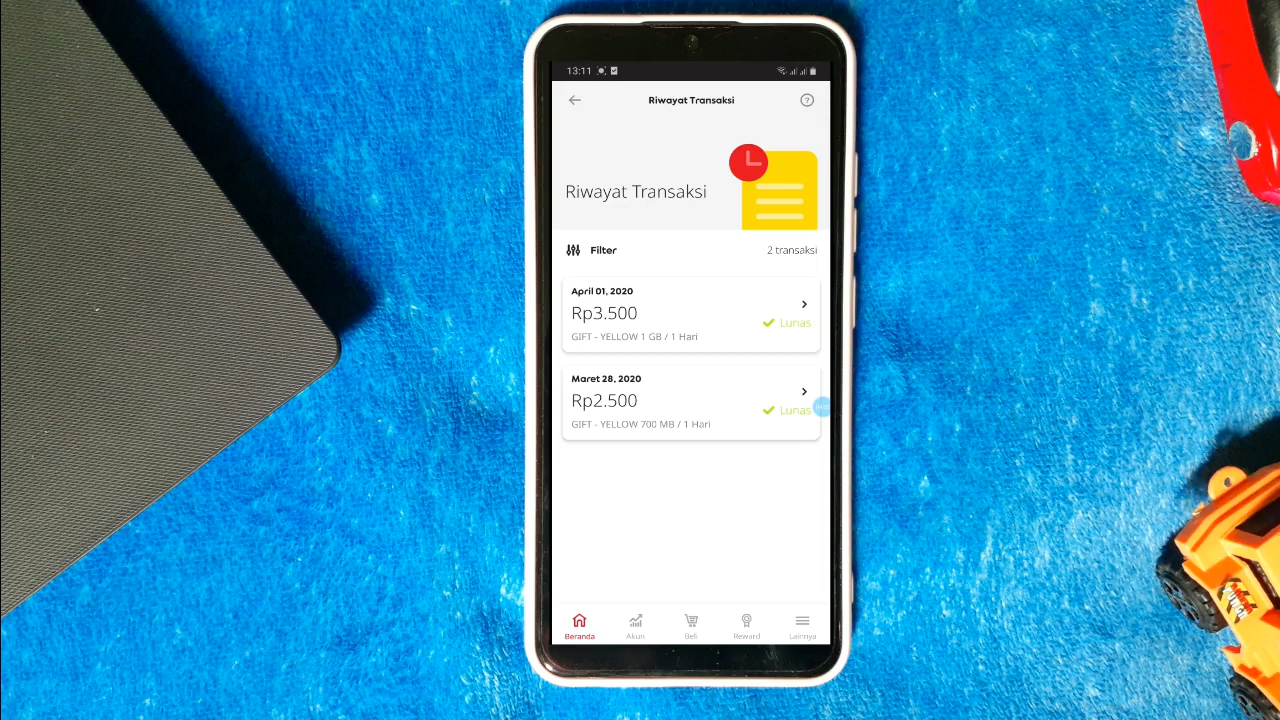 13:11
Riwayat Transaksi
Riwayat Transaksi
Filter
2 transaksi
April 01, 2020
Rp3.500
Lunas
GIFT - YELLOW 1 GB / 1 Hari
Maret 28, 2020
Rp2.500
Lunas
GIFT - YELLOW 700 MB / 1 Hari
Beranda
Akun
Beli
Reward
Lainnya